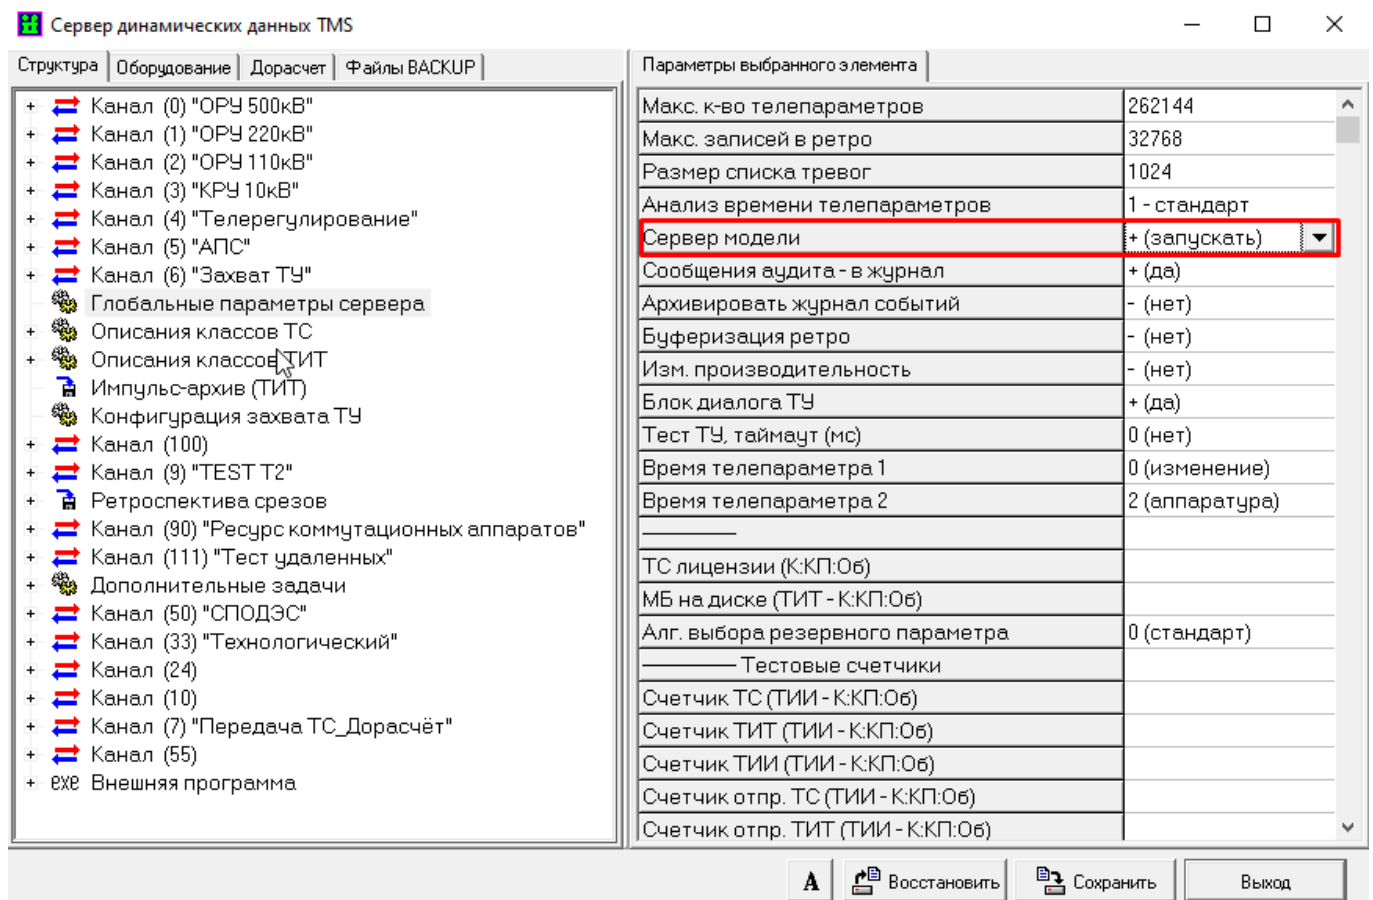 Сервер динамических данных TMS
Структура Оборудование Дорасчет Файлы BACKUP
+ Канал (0) "ОРУ 500кВ"
+ Канал (1) "ОРУ 220кВ"
+ Канал (2) "ОРУ 110кВ"
+ Канал (3) "КРУ 10кВ"
+ Канал (4) "Телерегулирование"
+ Канал (5) "АПС"
+ Канал (6) "Захват ТУ"
Глобальные параметры сервера
+ Описания классов ТС
+ Описания классов ТИТ
Импульс-архив (ТИТ)
Конфигурация захвата ТУ
+ Канал (100)
+ Канал (9) "TEST T2"
+ Ретроспектива срезов
+ Канал (90) "Ресурс коммутационных аппаратов"
+ Канал (111) "Тест удаленных"
+ Дополнительные задачи
+ Канал (50) "СПОДЭС"
+ Канал (33) "Технологический"
+ Канал (24)
+ Канал (10)
+ Канал (7) "Передача ТС_Дорасчёт"
+ Канал (55)
+ exe Внешняя программа
Параметры выбранного элемента
Макс. к-во телепараметров 262144
Макс. записей в ретро 32768
Размер списка тревог 1024
Анализ времени телепараметров 1 - стандарт
Сервер модели + (запускать)
Сообщения аудита - в журнал + (да)
Архивировать журнал событий - (нет)
Буферизация ретро - (нет)
Изм. производительность - (нет)
Блок диалога ТУ + (да)
Тест ТУ, таймаут (мс) 0 (нет)
Время телепараметра 1 0 (изменение)
Время телепараметра 2 2 (аппаратура)
————
ТС лицензии (К:КП:Об)
МБ на диске (ТИТ - К:КП:Об)
Алг. выбора резервного параметра 0 (стандарт)
———— Тестовые счетчики
Счетчик ТС (ТИИ - К:КП:Об)
Счетчик ТИТ (ТИИ - К:КП:Об)
Счетчик ТИИ (ТИИ - К:КП:Об)
Счетчик отпр. ТС (ТИИ - К:КП:Об)
Счетчик отпр. ТИТ (ТИИ - К:КП:Об)
A Восстановить Сохранить Выход